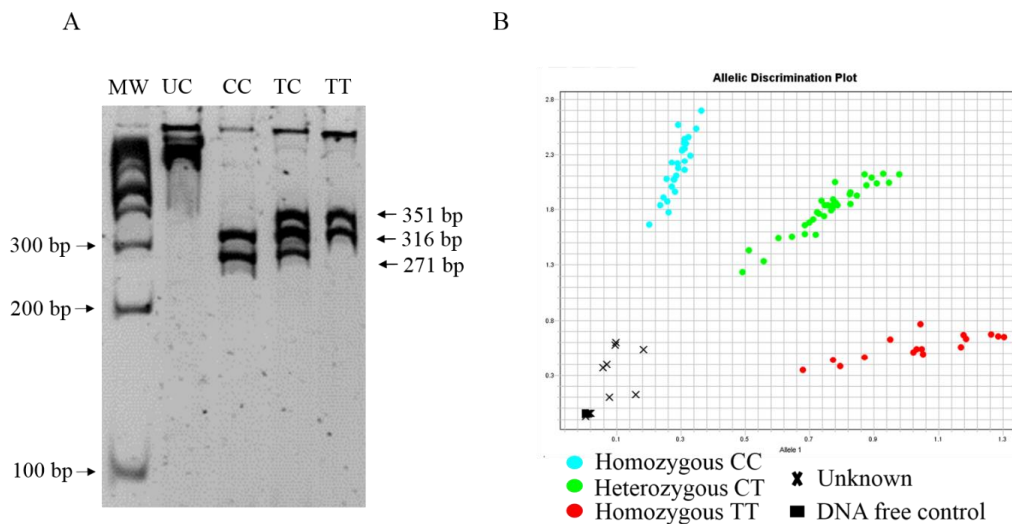 A
MW UC CC TC TT
351 bp
316 bp
271 bp
300 bp
200 bp
100 bp
B
Allelic Discrimination Plot
2.8
2.3
1.8
1.3
0.8
0.3
0.1 0.3 0.5 0.7 0.9 1.1 1.3
Allele 1
Homozygous CC
Heterozygous CT
Homozygous TT
Unknown
DNA free control